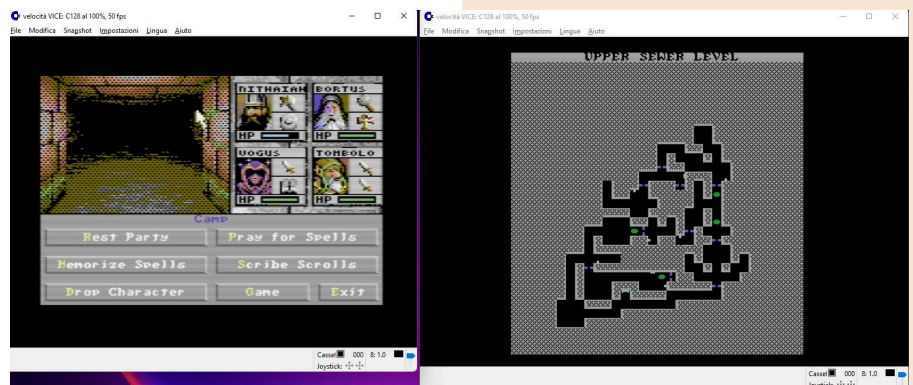 velocità VICE: C128 al 100%, 50 fps
File Modifica Snapshot Impostazioni Lingua Aiuto
NITHAIAH BORTUS
HP HP
VOGUS TOMBOLO
HP HP
Camp
Rest Party Pray for Spells
Memorize Spells Scribe Scrolls
Drop Character Game Exit
Casset 000 8: 1.0
Joystick:
velocità VICE: C128 al 100%, 50 fps
File Modifica Snapshot Impostazioni Lingua Aiuto
UPPER SEWER LEVEL
Casset 000 8: 1.0